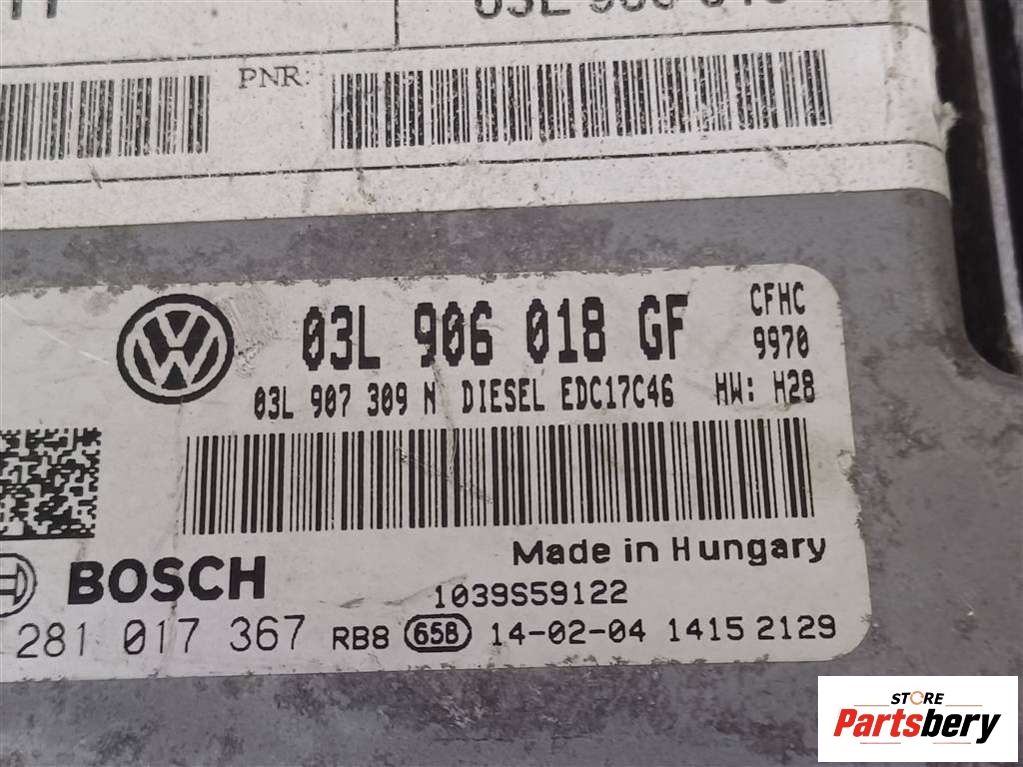 PNR:
03L 906 018 GF CFHC
9970
03L 907 309 N DIESEL EDC17C46 HW: H28
Made in Hungary
BOSCH
1039S59122
281 017 367 RB8 65B 14-02-04 1415 2129
STORE
Partsbery